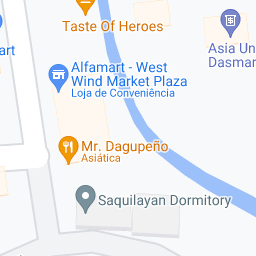 Taste Of Heroes
Asia Un
Dasmar
Alfamart - West
Wind Market Plaza
Loja de Conveniência
art
Mr. Dagupeño
Asiática
Saquilayan Dormitory